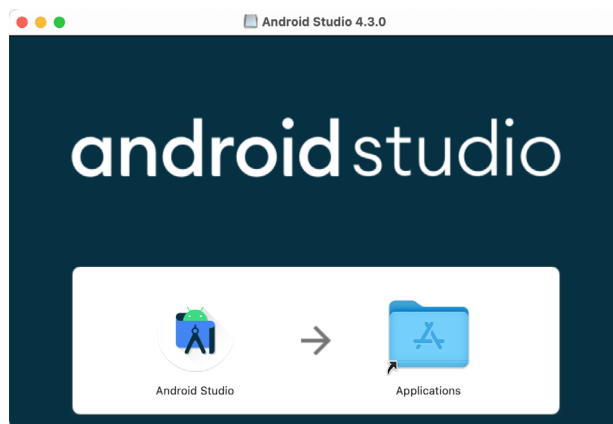 Android Studio 4.3.0
android studio
Android Studio
Applications